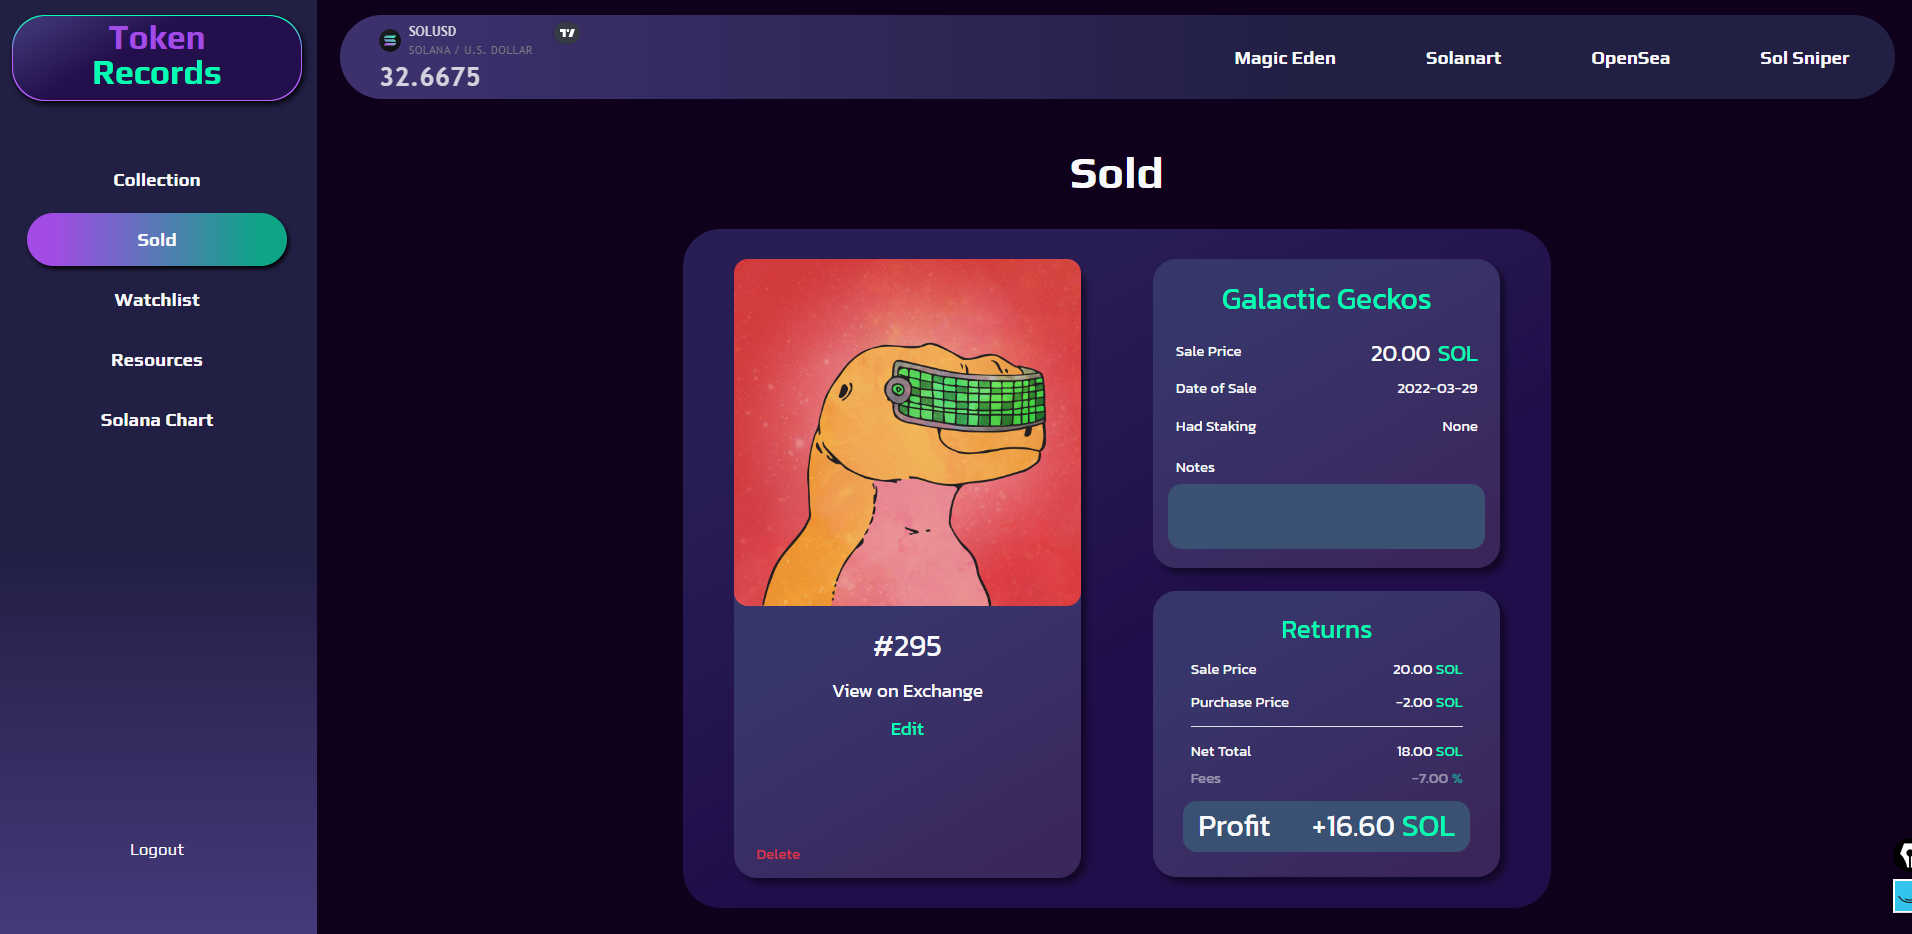 Token
Records
Collection
Sold
Watchlist
Resources
Solana Chart
Logout
SOLUSD
SOLANA / U.S. DOLLAR
32.6675
Magic Eden
Solanart
OpenSea
Sol Sniper
Sold
#295
View on Exchange
Edit
Delete
Galactic Geckos
Sale Price 20.00 SOL
Date of Sale 2022-03-29
Had Staking None
Notes
Returns
Sale Price 20.00 SOL
Purchase Price -2.00 SOL
Net Total 18.00 SOL
Fees -7.00 %
Profit +16.60 SOL